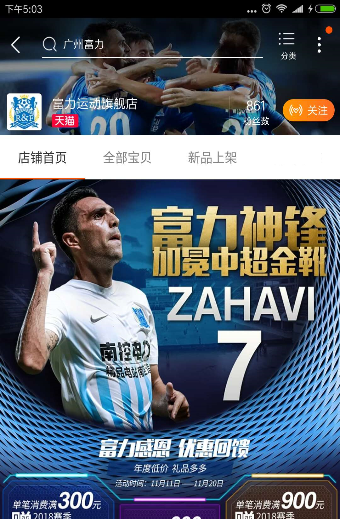 下午5:03
广州富力
分类
R&F
富力运动旗舰店
天猫
861
粉丝数
关注
店铺首页
全部宝贝
新品上架
富力神锋
加冕中超金靴
ZAHAVI
7
南控电力
富力感恩 优惠回馈
年度低价 礼品多多
活动时间：11月11日 —— 11月20日
单笔消费满300元
2018赛季
单笔消费满900元
2018赛季